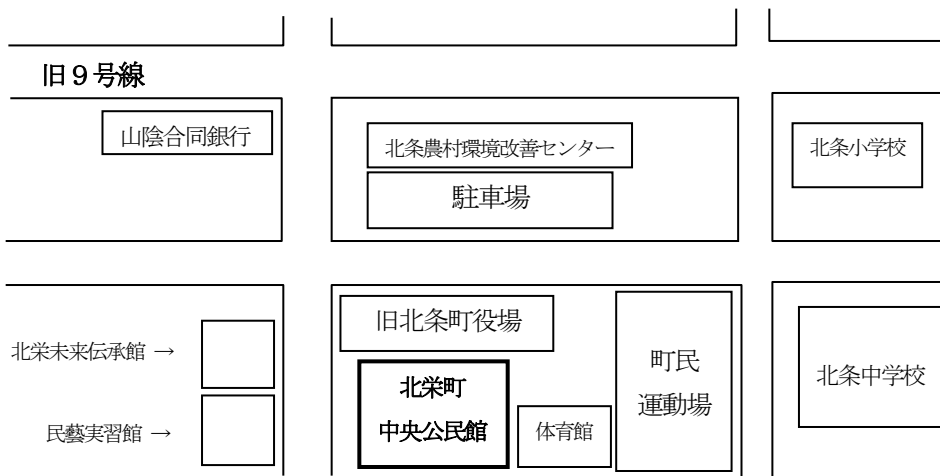 旧９号線
山陰合同銀行
北条農村環境改善センター
駐車場
北条小学校
旧北条町役場
北栄未来伝承館 →
民藝実習館 →
北栄町
中央公民館
体育館
町民
運動場
北条中学校